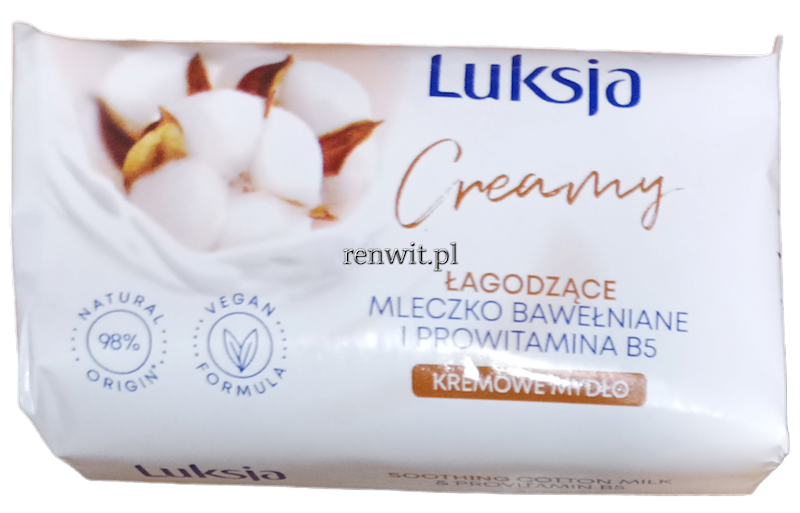 Luksja
Creamy
renwit.pl
ŁAGODZĄCE
MLECZKO BAWEŁNIANE
I PROWITAMINA B5
KREMOWE MYDŁO
NATURAL
98%
ORIGIN*
VEGAN
FORMULA
Luksja
SOOTHING COTTON MILK
& PROVITAMIN B5